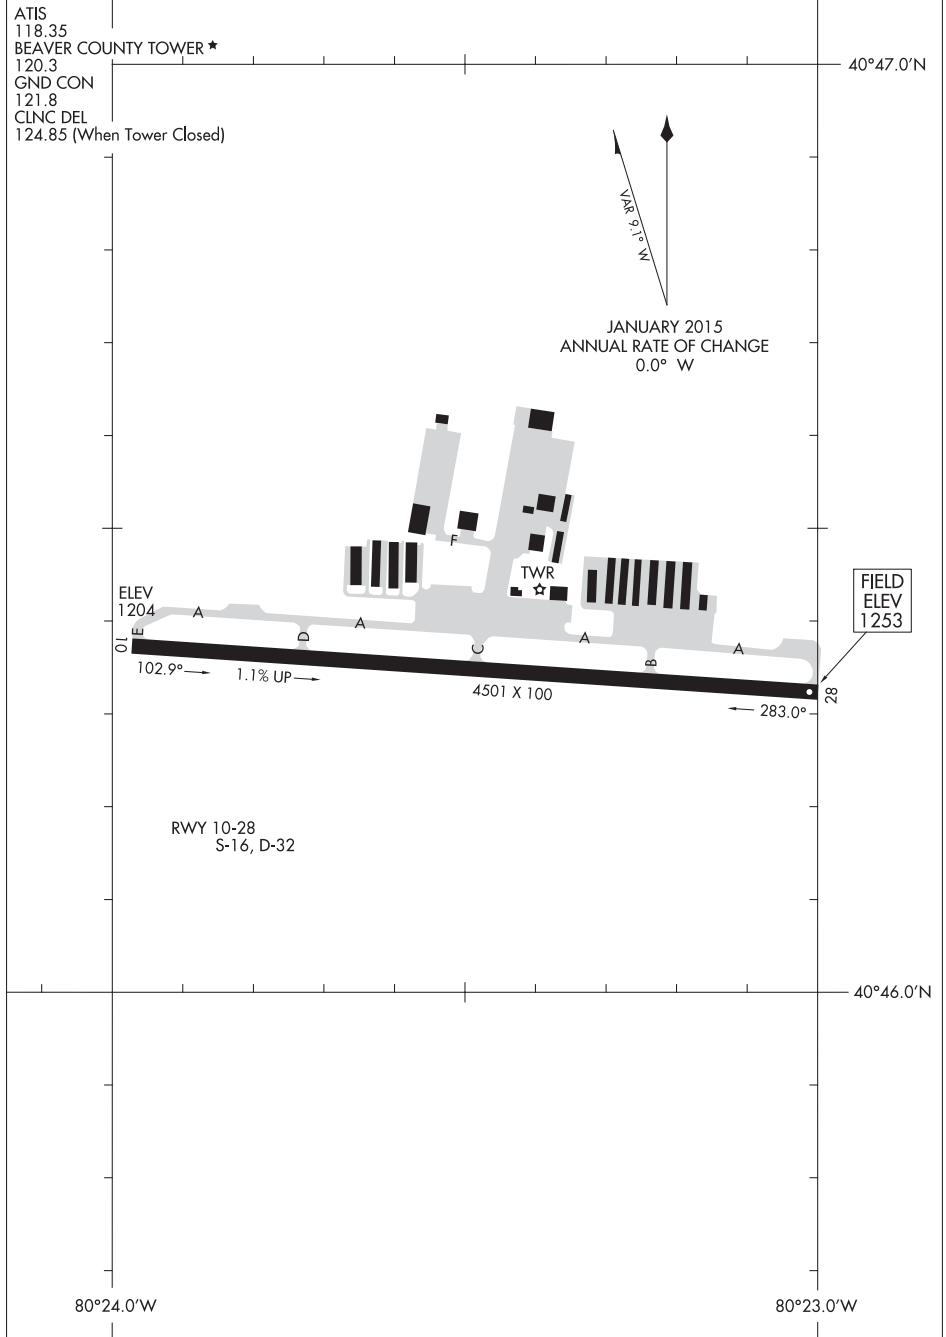 ATIS
118.35
BEAVER COUNTY TOWER ★
120.3
GND CON
121.8
CLNC DEL
124.85 (When Tower Closed)
40°47.0'N
VAR 9.1° W
JANUARY 2015
ANNUAL RATE OF CHANGE
0.0° W
F
TWR
ELEV
1204
FIELD
ELEV
1253
A
A
A
A
E
D
C
B
10
28
102.9°
1.1% UP
4501 X 100
283.0°
RWY 10-28
S-16, D-32
40°46.0'N
80°24.0'W
80°23.0'W